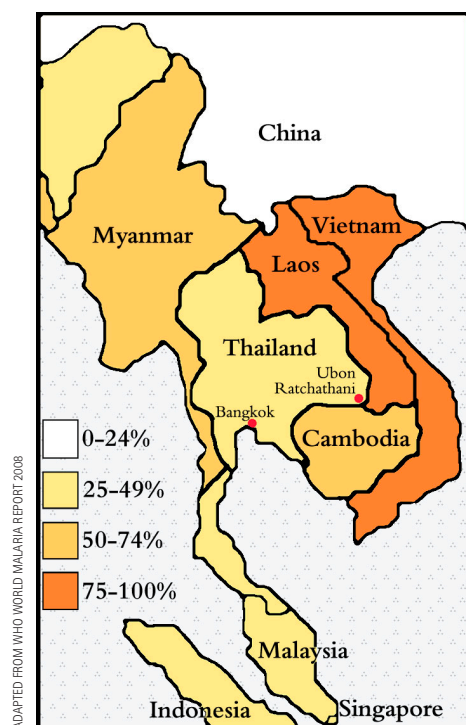 China
Vietnam
Myanmar
Laos
Thailand
Ubon
Ratchathani
Bangkok
Cambodia
0–24%
25–49%
50–74%
75–100%
Malaysia
Indonesia
Singapore
ADAPTED FROM WHO WORLD MALARIA REPORT 2008